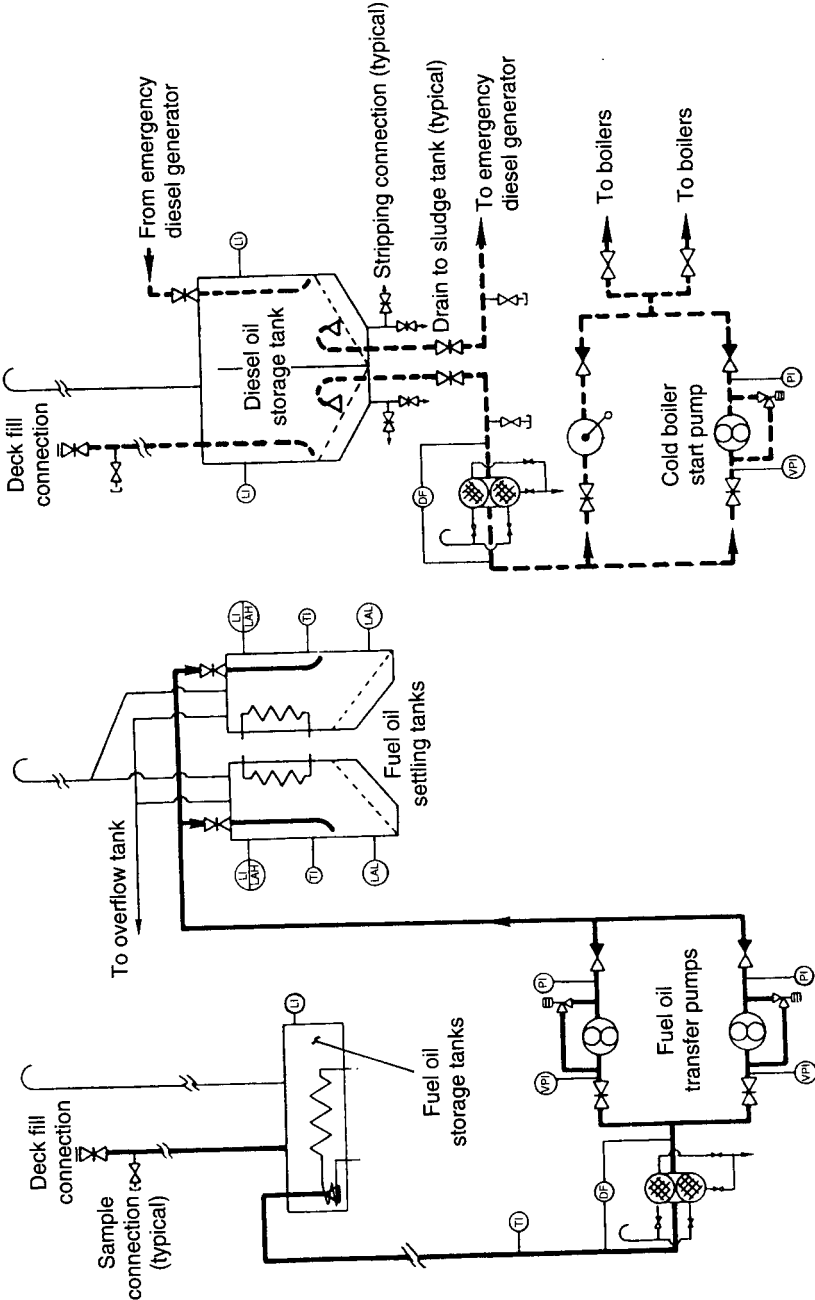 Deck fill
connection
Sample
connection
(typical)
LI
Fuel oil
storage tanks
TI
DF
VPI
PI
Fuel oil
transfer pumps
VPI
PI
To overflow tank
LI
LAH
TI
LAL
Fuel oil
settling tanks
LI
LAH
TI
LAL
Deck fill
connection
From emergency
diesel generator
LI
Diesel oil
storage tank
LI
Stripping connection (typical)
Drain to sludge tank (typical)
To emergency
diesel generator
DF
To boilers
To boilers
Cold boiler
start pump
VPI
PI